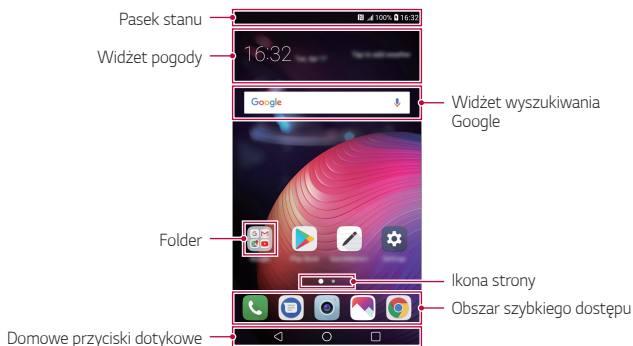 Pasek stanu
100% 16:32
Widżet pogody
16:32
Google
Widżet wyszukiwania
Google
Folder
Ikona strony
Obszar szybkiego dostępu
Domowe przyciski dotykowe